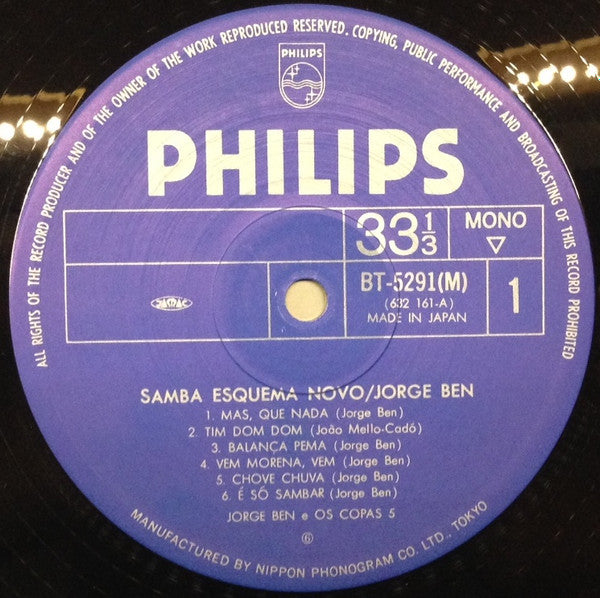 ALL RIGHTS OF THE RECORD PRODUCER AND OF THE OWNER OF THE WORK REPRODUCED RESERVED. COPYING, PUBLIC PERFORMANCE AND BROADCASTING OF THIS RECORD PROHIBITED
PHILIPS
PHILIPS
33 1/3
MONO
▽
JASRAC
BT-5291(M)
(632 161-A)
MADE IN JAPAN
1
SAMBA ESQUEMA NOVO/JORGE BEN
1. MAS, QUE NADA (Jorge Ben)
2. TIM DOM DOM (João Mello-Cadó)
3. BALANÇA PEMA (Jorge Ben)
4. VEM MORENA, VEM (Jorge Ben)
5. CHOVE CHUVA (Jorge Ben)
6. É SÓ SAMBAR (Jorge Ben)
JORGE BEN e OS COPAS 5
⑥
MANUFACTURED BY NIPPON PHONOGRAM CO. LTD., TOKYO